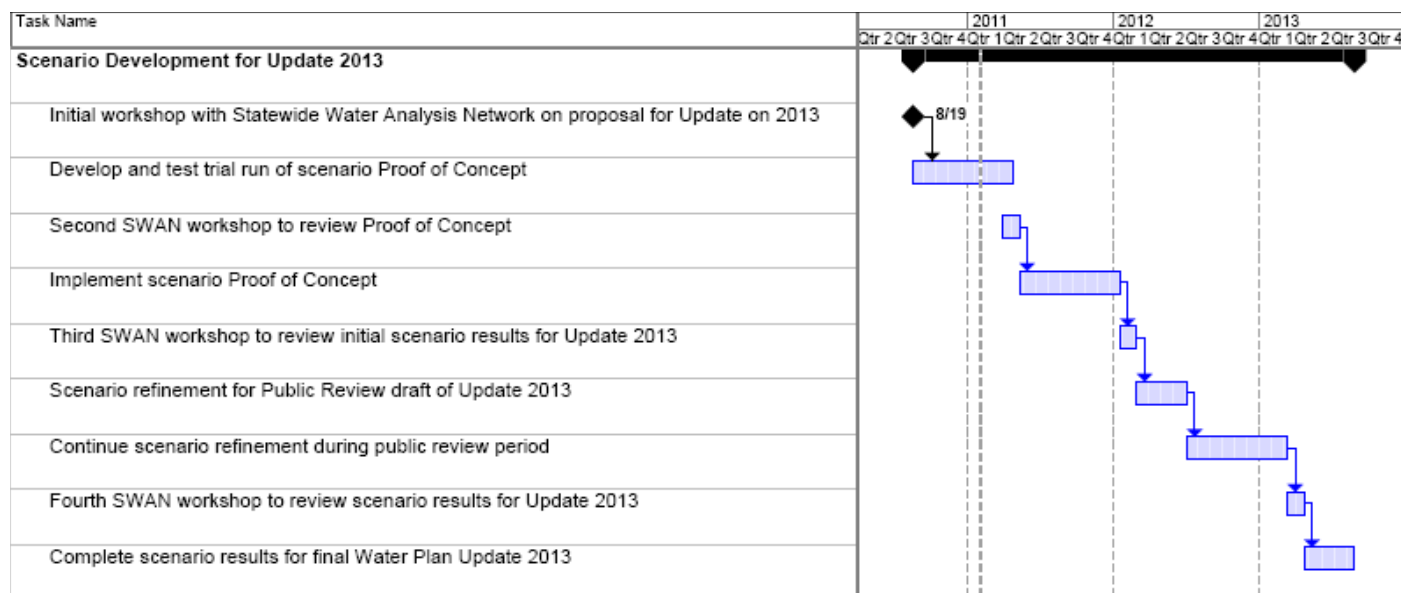 Task Name
2011 2012 2013
Qtr 2 Qtr 3 Qtr 4 Qtr 1 Qtr 2 Qtr 3 Qtr 4 Qtr 1 Qtr 2 Qtr 3 Qtr 4 Qtr 1 Qtr 2 Qtr 3 Qtr 4
Scenario Development for Update 2013
Initial workshop with Statewide Water Analysis Network on proposal for Update on 2013
8/19
Develop and test trial run of scenario Proof of Concept
Second SWAN workshop to review Proof of Concept
Implement scenario Proof of Concept
Third SWAN workshop to review initial scenario results for Update 2013
Scenario refinement for Public Review draft of Update 2013
Continue scenario refinement during public review period
Fourth SWAN workshop to review scenario results for Update 2013
Complete scenario results for final Water Plan Update 2013